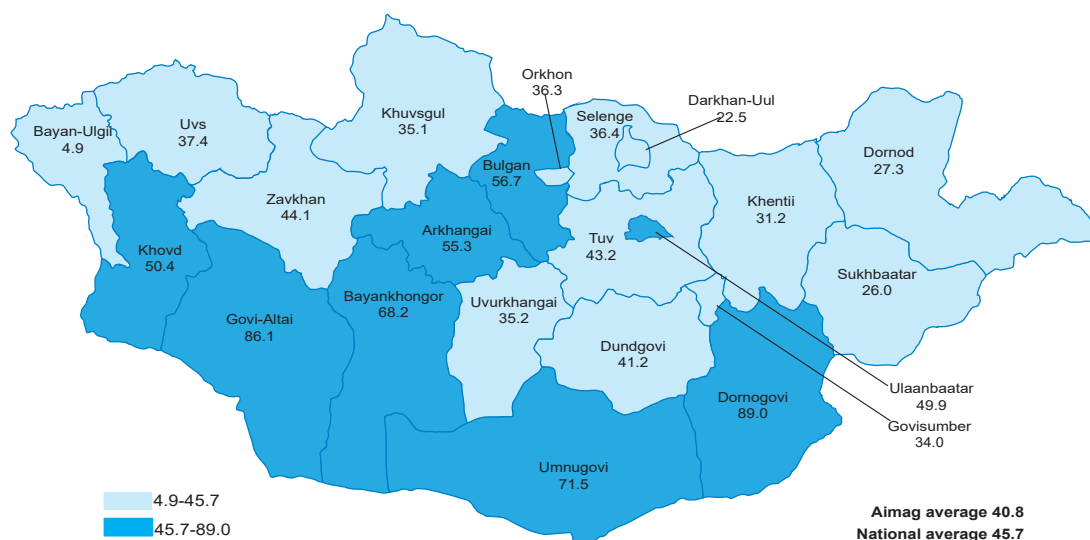 Orkhon
36.3
Darkhan-Uul
22.5
Khuvsgul
35.1
Selenge
36.4
Uvs
37.4
Bayan-Ulgii
4.9
Dornod
27.3
Bulgan
56.7
Zavkhan
44.1
Khentii
31.2
Arkhangai
55.3
Tuv
43.2
Khovd
50.4
Sukhbaatar
26.0
Bayankhongor
68.2
Uvurkhangai
35.2
Govi-Altai
86.1
Dundgovi
41.2
Dornogovi
89.0
Ulaanbaatar
49.9
Govisumber
34.0
Umnugovi
71.5
4.9-45.7
45.7-89.0
Aimag average 40.8
National average 45.7